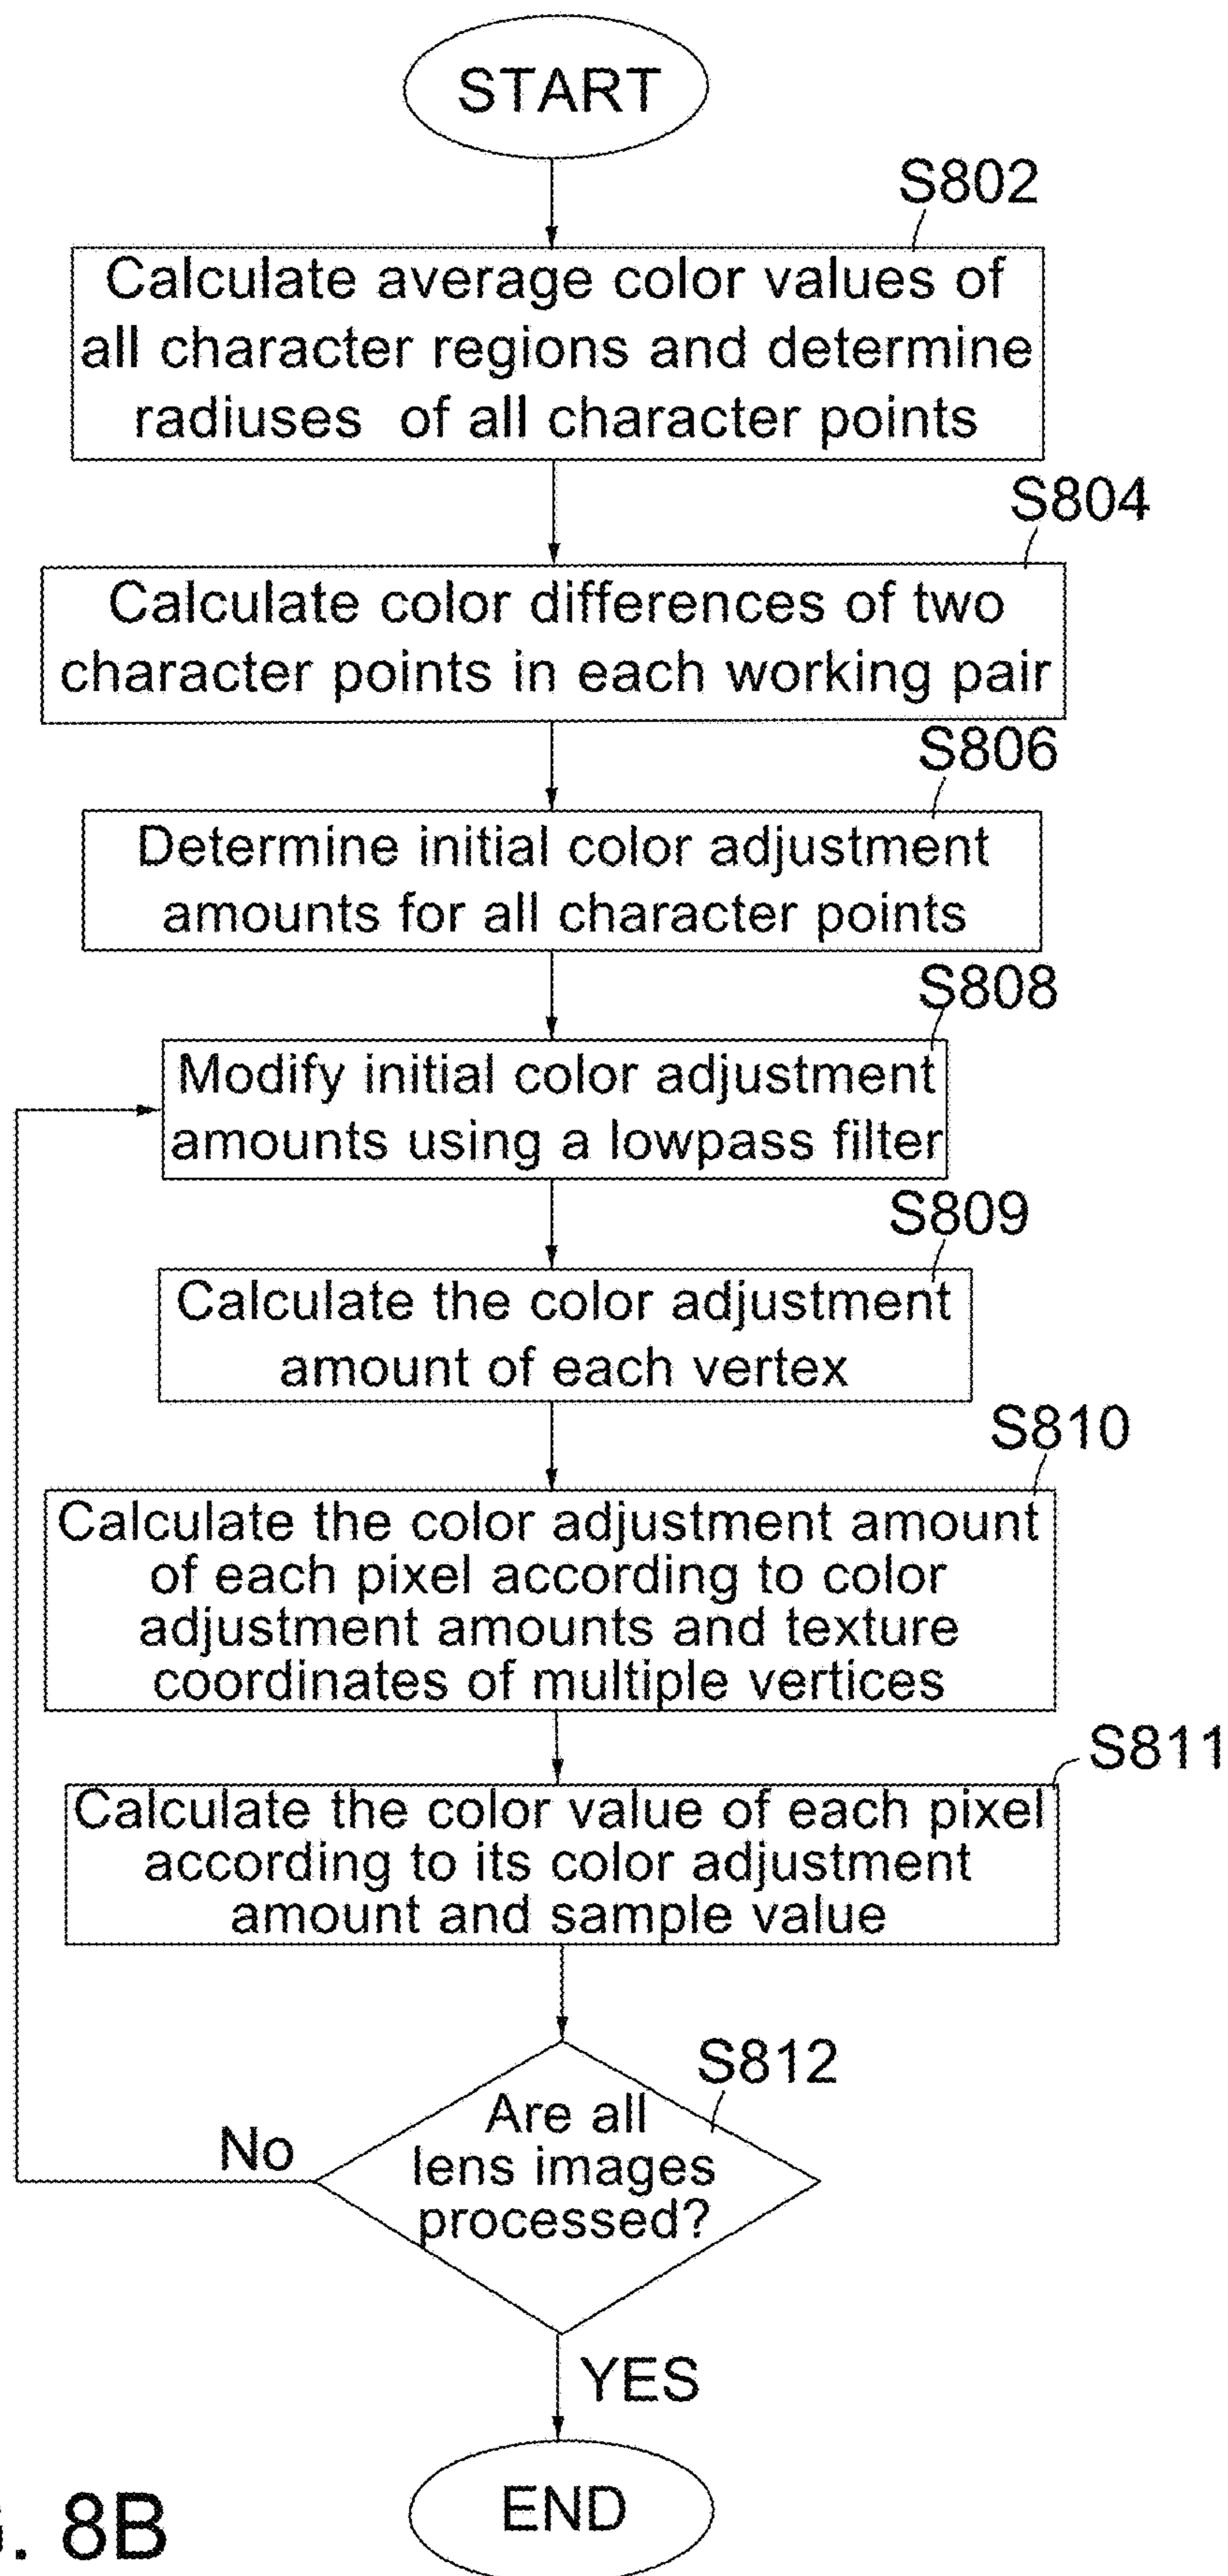 START
S802
Calculate average color values of
all character regions and determine
radiuses of all character points
S804
Calculate color differences of two
character points in each working pair
S806
Determine initial color adjustment
amounts for all character points
S808
Modify initial color adjustment
amounts using a lowpass filter
S809
Calculate the color adjustment
amount of each vertex
S810
Calculate the color adjustment amount
of each pixel according to color
adjustment amounts and texture
coordinates of multiple vertices
S811
Calculate the color value of each pixel
according to its color adjustment
amount and sample value
S812
Are all
lens images
processed?
No
YES
END
. 8B